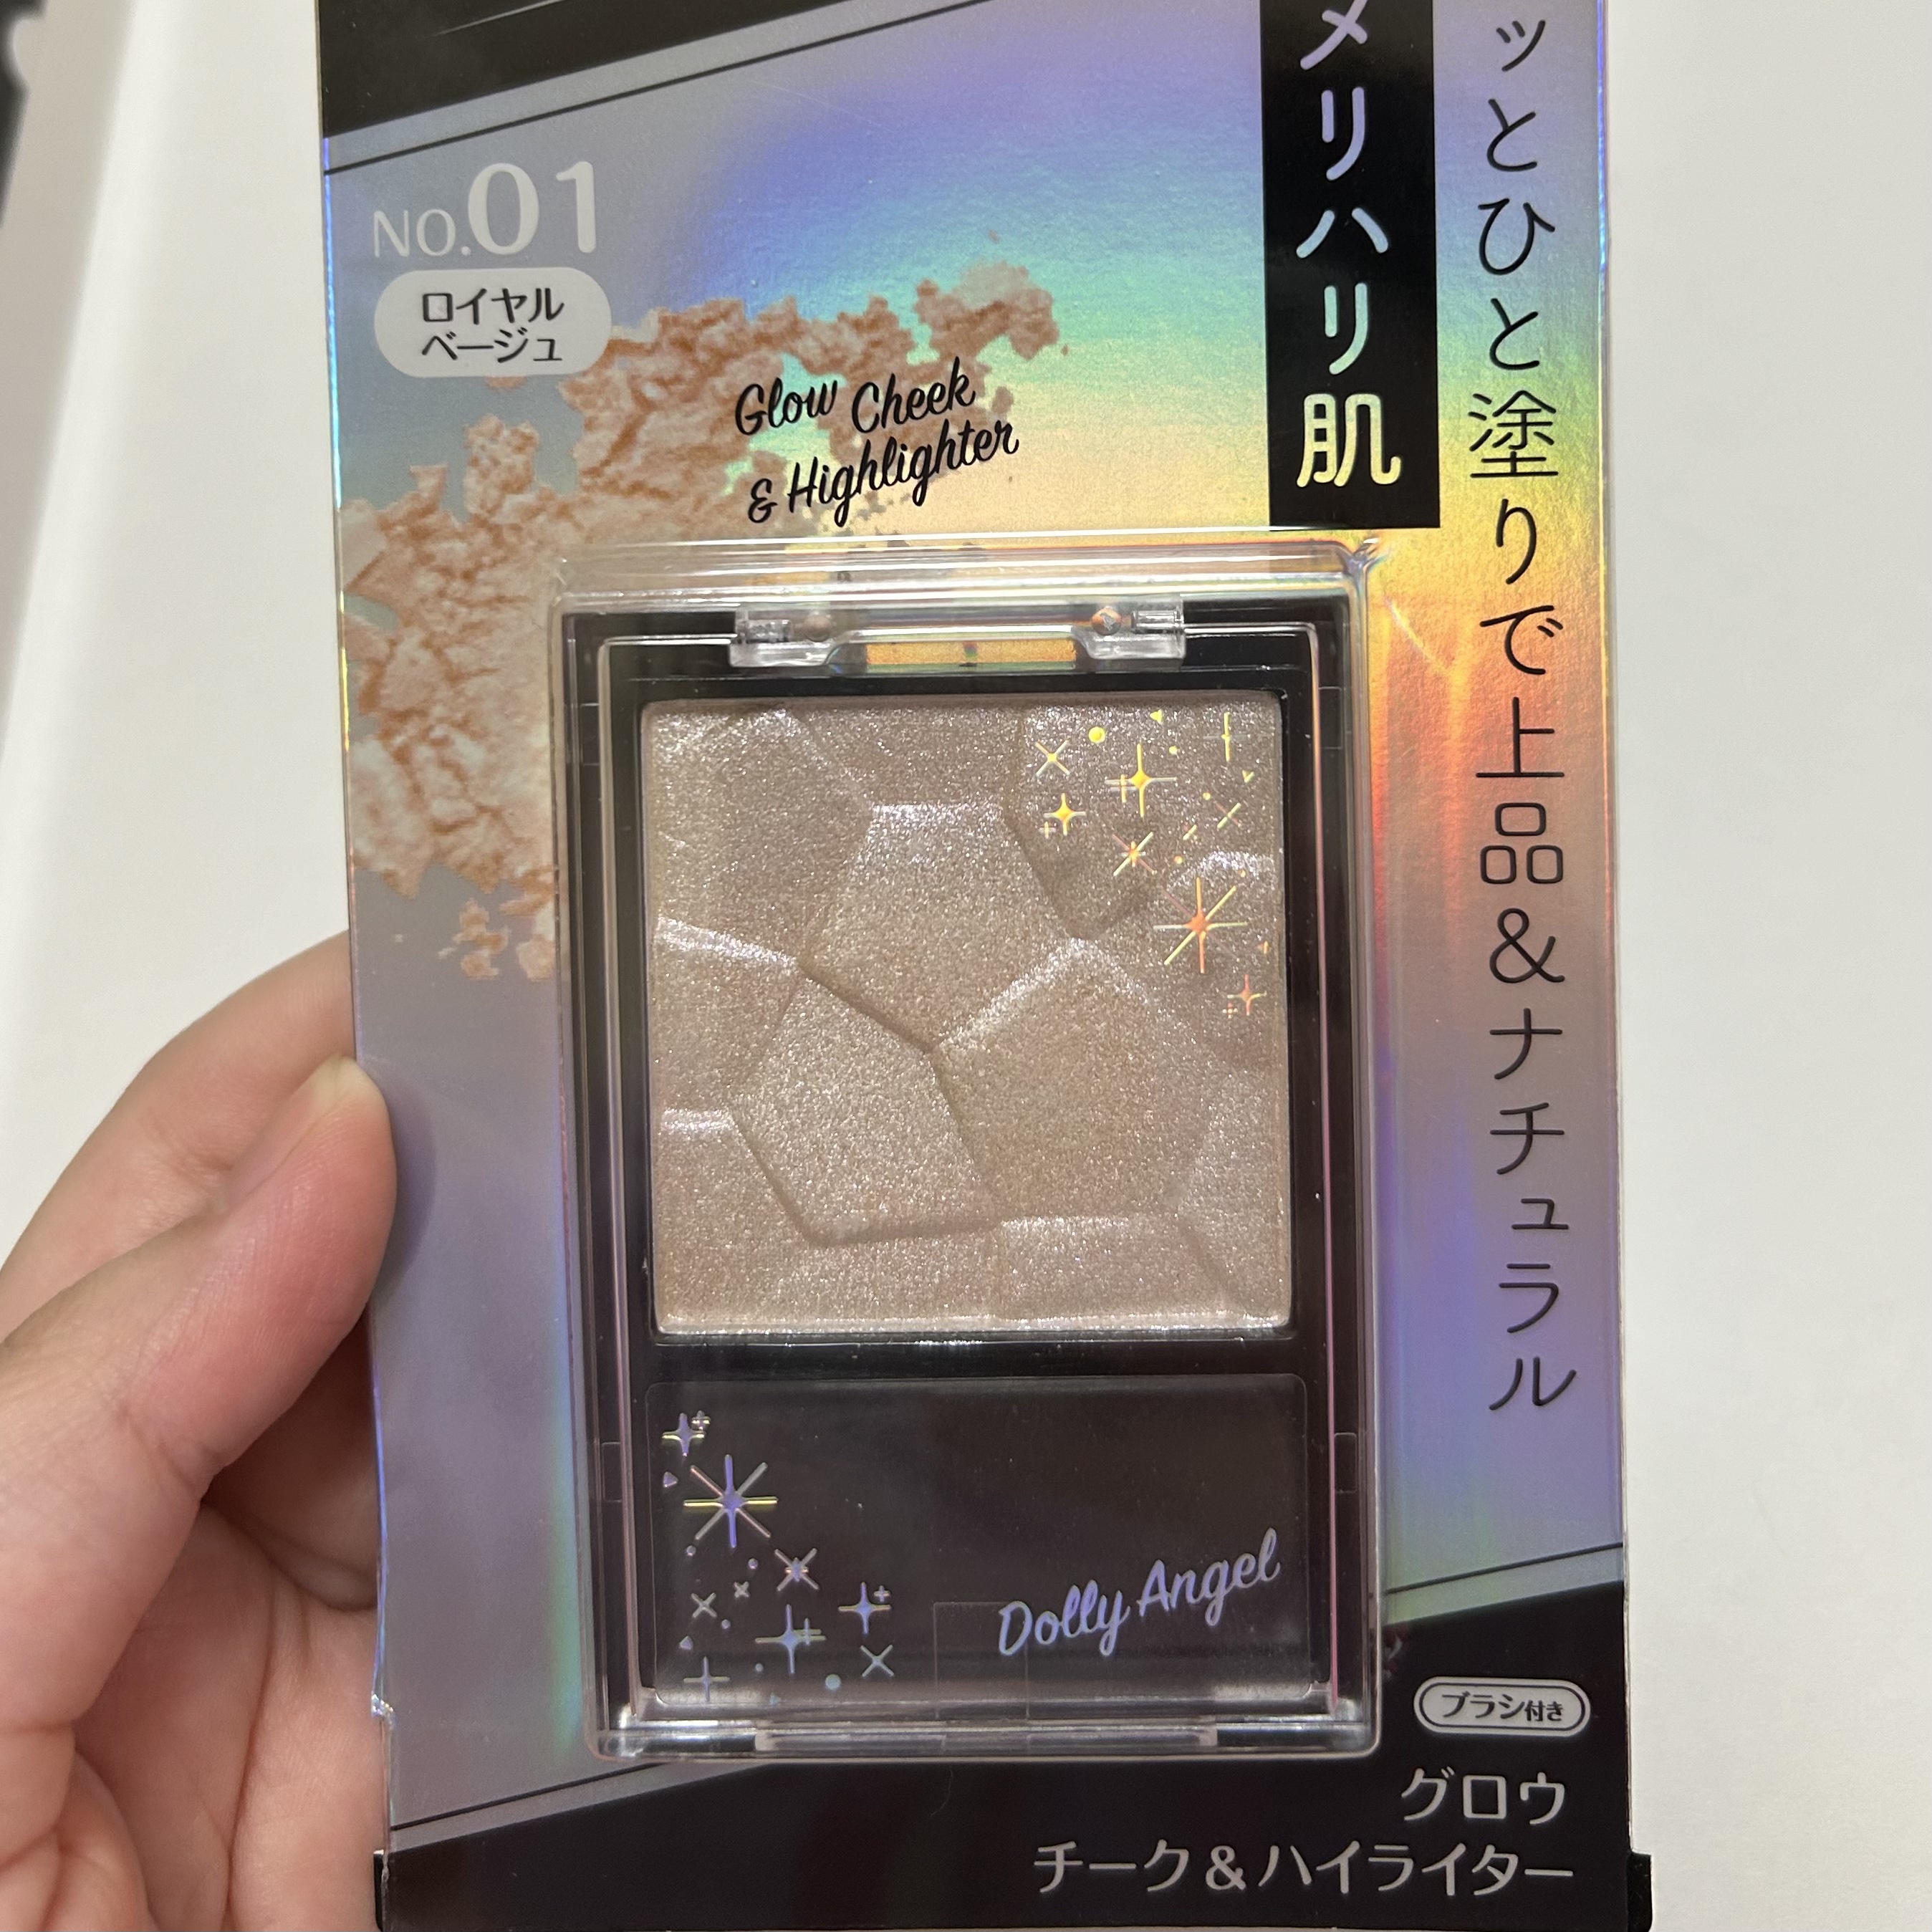 ッとひと塗りで上品&ナチュラル
メリハリ肌
NO.01
ロイヤル
ベージュ
Glow Cheek
& Highlighter
Dolly Angel
ブラシ付き
グロウ
チーク&ハイライター